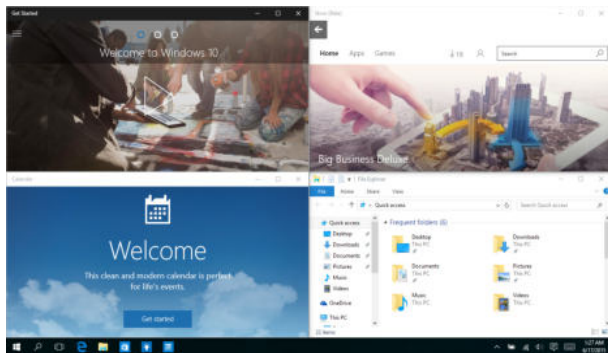 Get Started
Welcome to Windows 10
Home Apps Games
Search
Big Business Deluxe
Calendar
Welcome
This clean and modern calendar is perfect
for life's events.
Get started
File Explorer
File Home Share View
Quick access
Search Quick access
Quick access
Desktop
Downloads
Documents
Pictures
Music
Videos
OneDrive
This PC
Frequent folders (6)
Desktop
This PC
Downloads
This PC
Documents
This PC
Pictures
This PC
Music
This PC
Videos
This PC